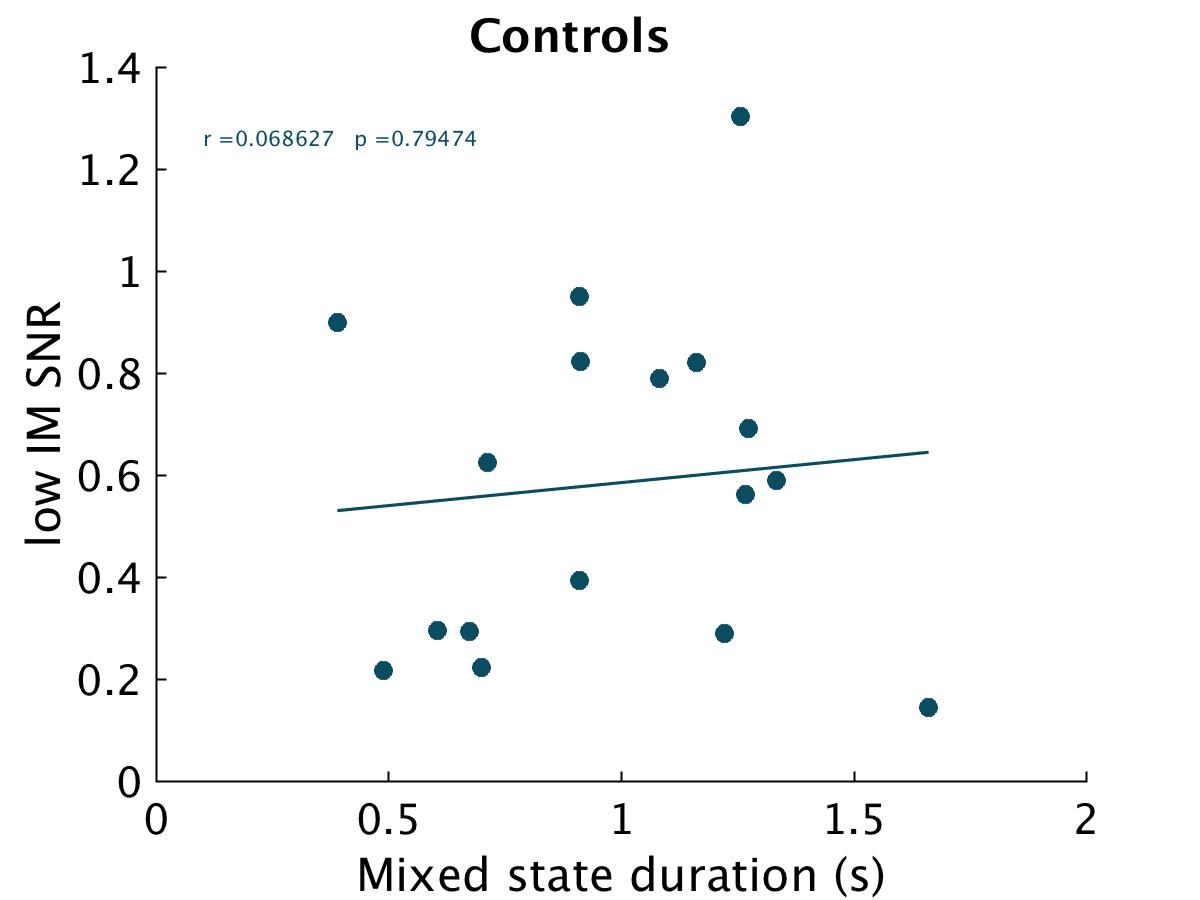 Controls
1.4
r =0.068627 p =0.79474
1.2
1
0.8
0.6
0.4
0.2
0
low IM SNR
0 0.5 1 1.5 2
Mixed state duration (s)